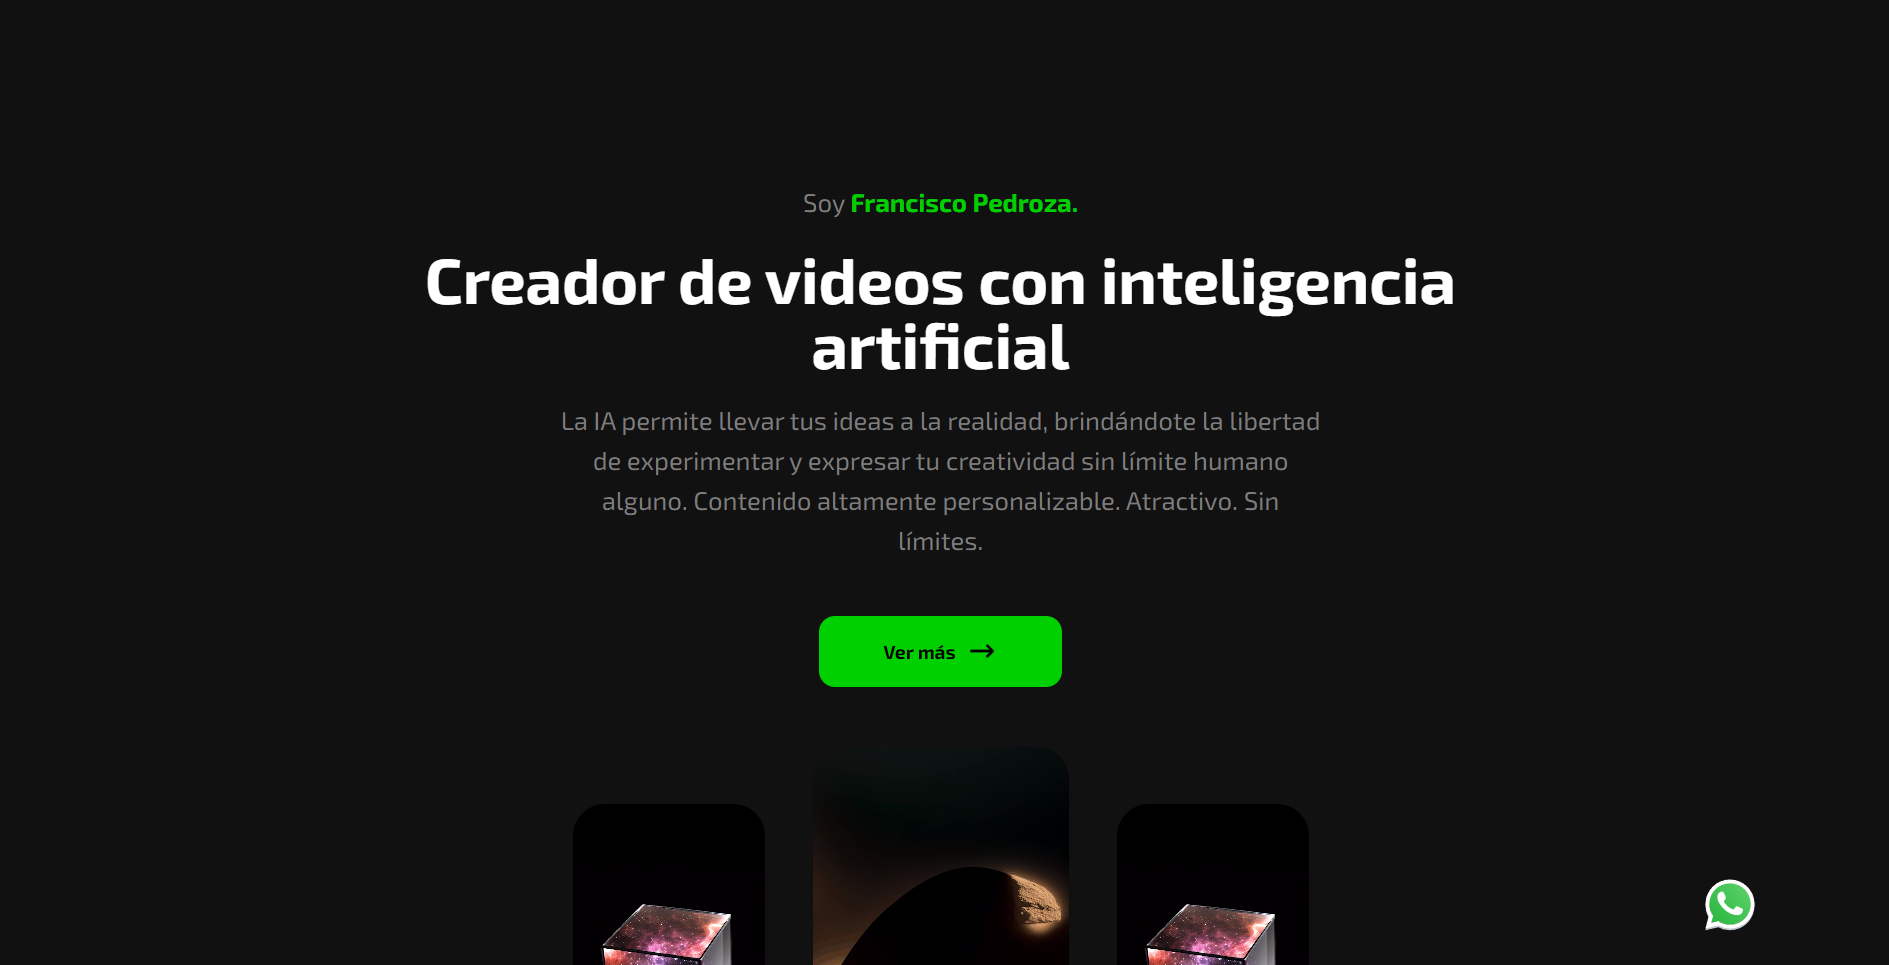 Soy Francisco Pedroza.
Creador de videos con inteligencia
artificial
La IA permite llevar tus ideas a la realidad, brindándote la libertad
de experimentar y expresar tu creatividad sin límite humano
alguno. Contenido altamente personalizable. Atractivo. Sin
límites.
Ver más